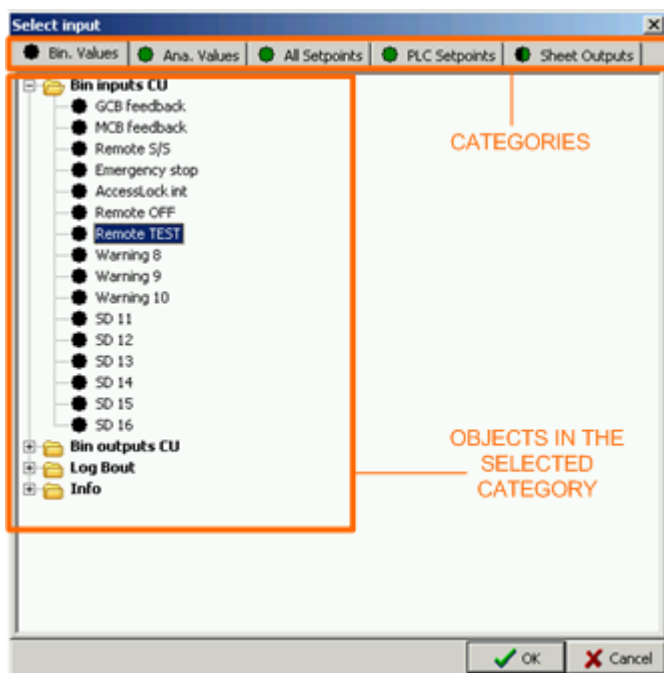 Select input
Bin. Values Ana. Values All Setpoints PLC Setpoints Sheet Outputs
Bin inputs CU
GCB feedback
MCB feedback
Remote S/S
Emergency stop
AccessLock int
Remote OFF
Remote TEST
Warning 8
Warning 9
Warning 10
SD 11
SD 12
SD 13
SD 14
SD 15
SD 16
Bin outputs CU
Log Bout
Info
CATEGORIES
OBJECTS IN THE
SELECTED
CATEGORY
OK Cancel